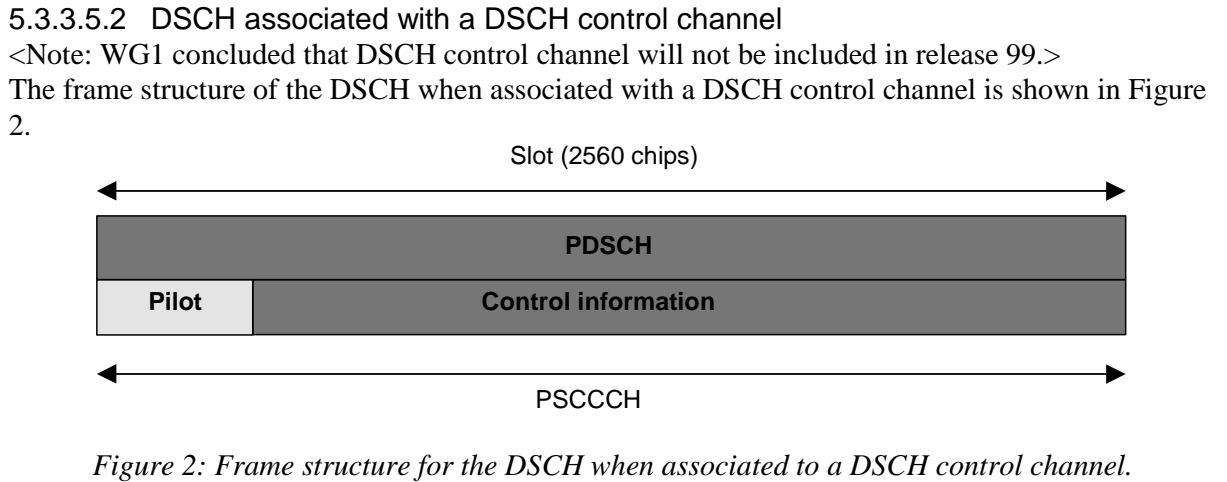 5.3.3.5.2 DSCH associated with a DSCH control channel
<Note: WG1 concluded that DSCH control channel will not be included in release 99.>
The frame structure of the DSCH when associated with a DSCH control channel is shown in Figure
2.
Slot (2560 chips)
PDSCH
Pilot Control information
PSCCCH
Figure 2: Frame structure for the DSCH when associated to a DSCH control channel.